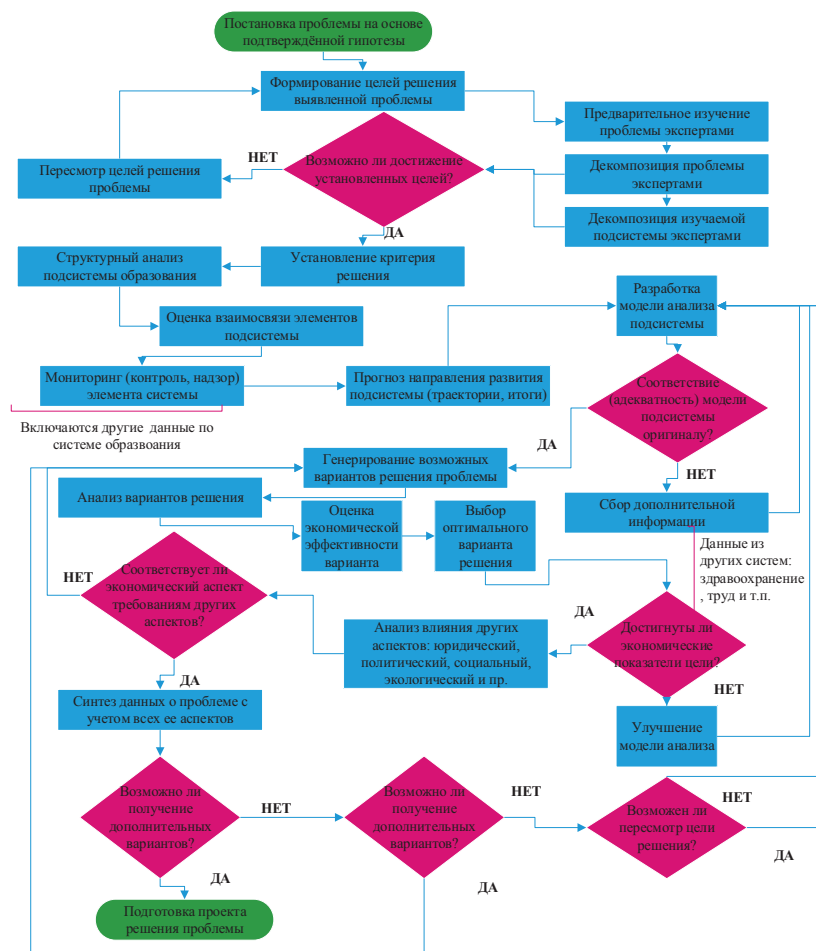 Постановка проблемы на основе
подтверждённой гипотезы
Формирование целей решения
выявленной проблемы
Предварительное изучение
проблемы экспертами
НЕТ
Возможно ли достижение
установленных целей?
Пересмотр целей решения
проблемы
Декомпозиция проблемы
экспертами
Декомпозиция изучаемой
подсистемы экспертами
ДА
Структурный анализ
подсистемы образования
Установление критерия
решения
Разработка
модели анализа
подсистемы
Оценка взаимосвязи элементов
подсистемы
Мониторинг (контроль, надзор)
элемента системы
Прогноз направления развития
подсистемы (траектории, итоги)
Соответствие
(адекватность) модели
подсистемы
оригиналу?
Включаются другие данные по
системе образвоания
ДА
НЕТ
Генерирование возможных
вариантов решения проблемы
Анализ вариантов решения
Оценка
экономической
эффективности
варианта
Выбор
оптимального
варианта
решения
Сбор дополнительной
информации
Данные из
других систем:
здравоохранение
, труд и т.п.
НЕТ
Соответствует ли
экономический аспект
требованиям других
аспектов?
ДА
Анализ влияния других
аспектов: юридический,
политический, социальный,
экологический и пр.
Достигнуты ли
экономические
показатели цели?
ДА
НЕТ
Синтез данных о проблеме с
учетом всех ее аспектов
Улучшение
модели анализа
Возможно ли
получение
дополнительных
вариантов?
НЕТ
Возможно ли
получение
дополнительных
вариантов?
НЕТ
Возможен ли
пересмотр цели
решения?
НЕТ
ДА
ДА
ДА
Подготовка проекта
решения проблемы